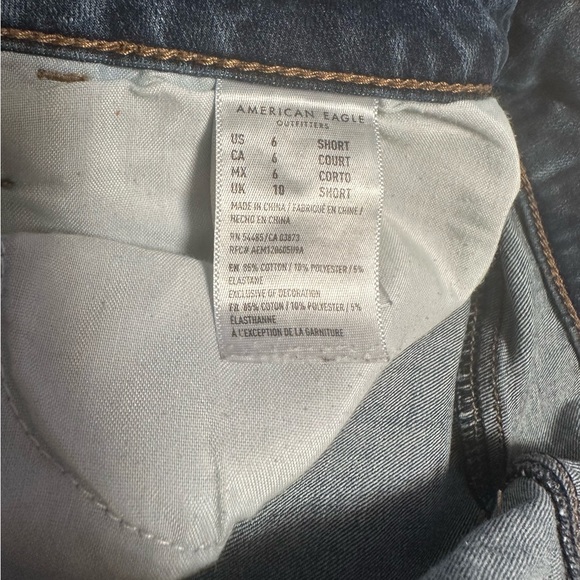 AMERICAN EAGLE
OUTFITTERS
US 6 SHORT
CA 6 COURT
MX 6 CORTO
UK 10 SHORT
MADE IN CHINA / FABRIQUÉ EN CHINE /
HECHO EN CHINA
RN 54485 / CA 03873
RFC# AEM120605U9A
EN 85% COTTON / 10% POLYESTER / 5%
ELASTANE
EXCLUSIVE OF DECORATION
FR 85% COTON / 10% POLYESTER / 5%
ÉLASTHANNE
À L'EXCEPTION DE LA GARNITURE